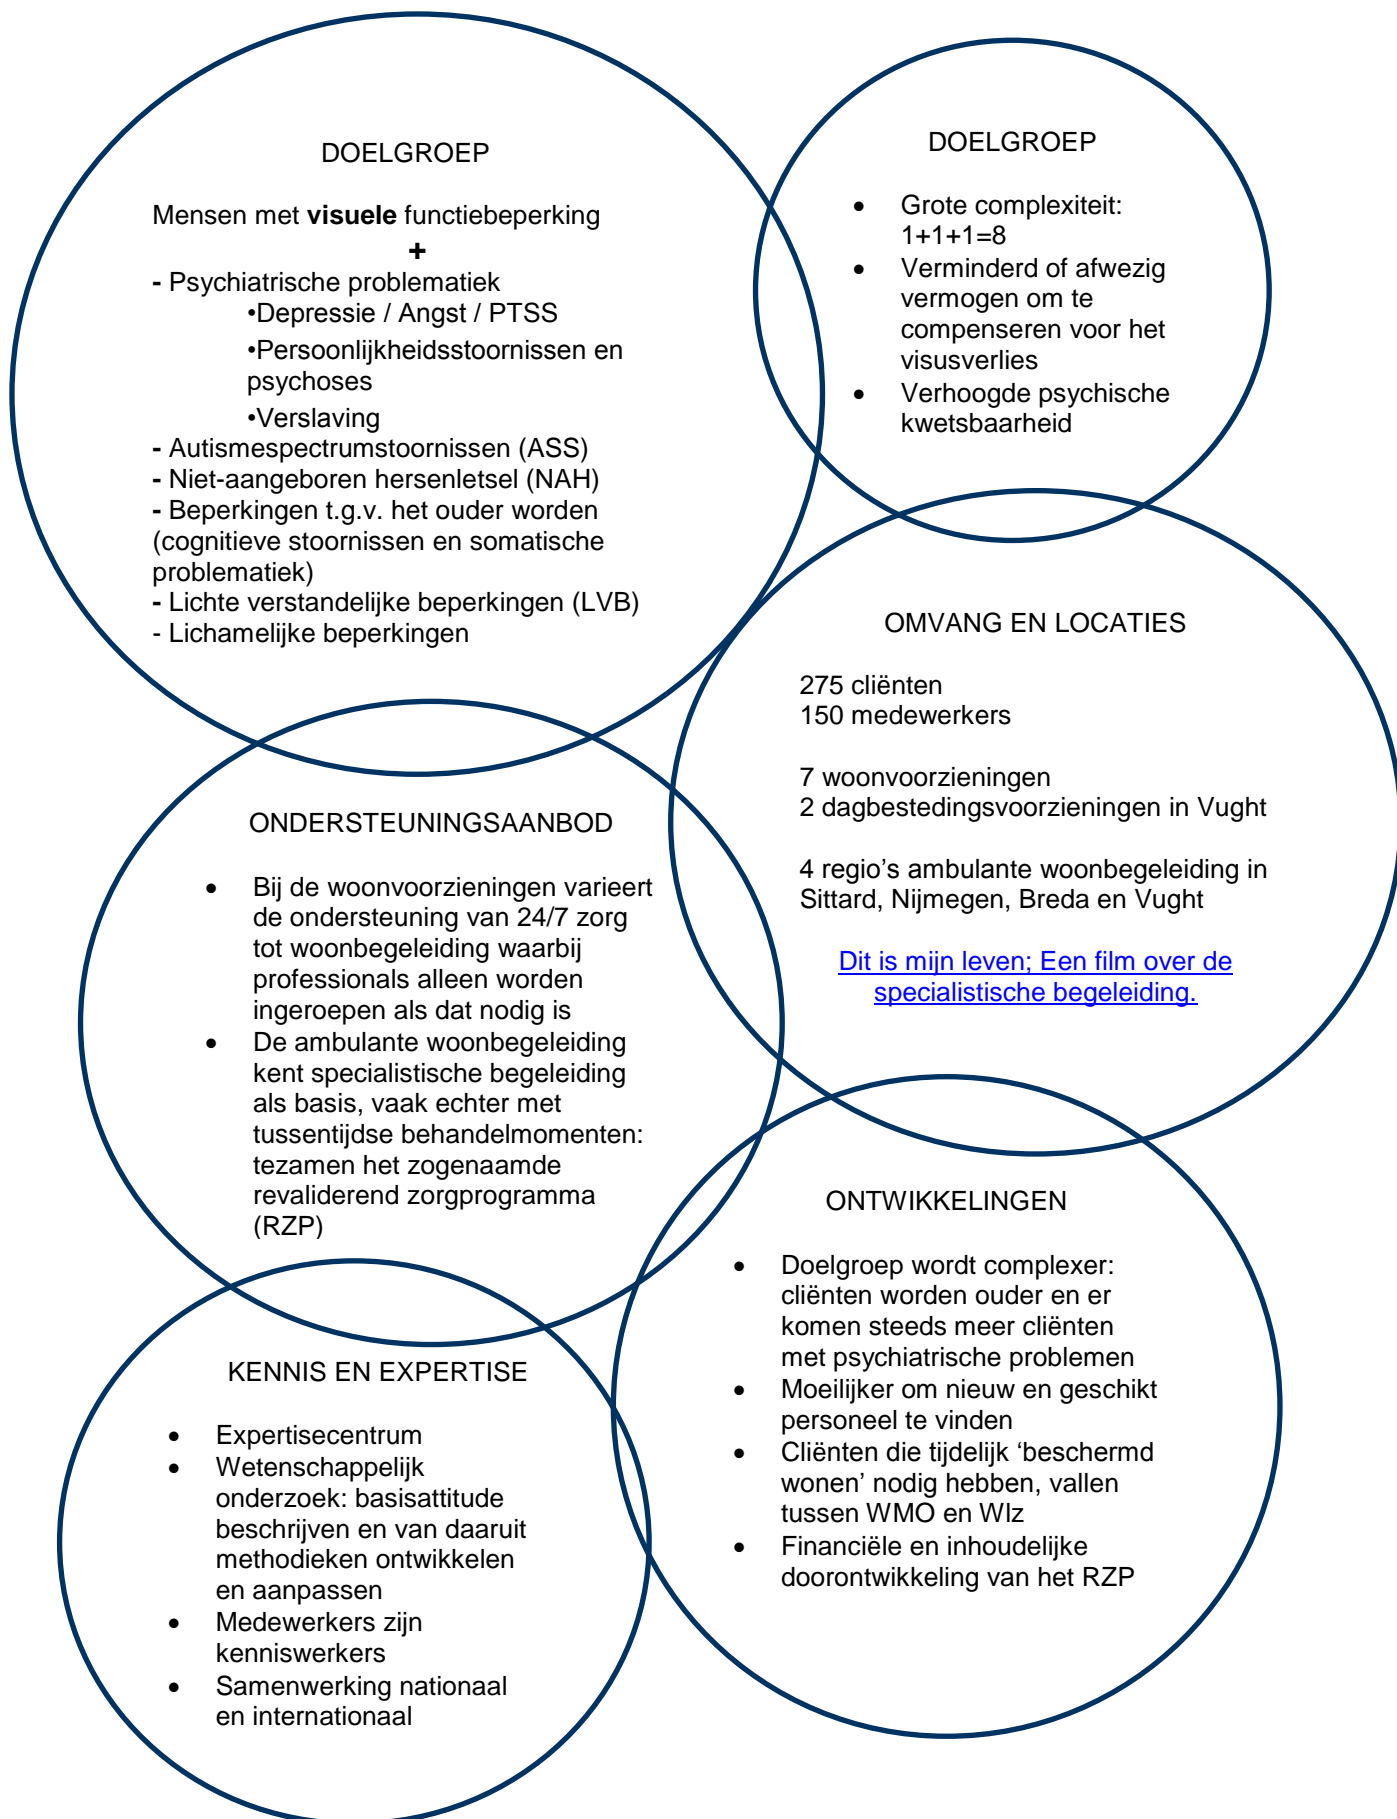 DOELGROEP
Mensen met visuele functiebeperking
+
- Psychiatrische problematiek
•Depressie / Angst / PTSS
•Persoonlijkheidsstoornissen en
psychoses
•Verslaving
- Autismespectrumstoornissen (ASS)
- Niet-aangeboren hersenletsel (NAH)
- Beperkingen t.g.v. het ouder worden
(cognitieve stoornissen en somatische
problematiek)
- Lichte verstandelijke beperkingen (LVB)
- Lichamelijke beperkingen
DOELGROEP
• Grote complexiteit:
1+1+1=8
• Verminderd of afwezig
vermogen om te
compenseren voor het
visusverlies
• Verhoogde psychische
kwetsbaarheid
OMVANG EN LOCATIES
275 cliënten
150 medewerkers
7 woonvoorzieningen
2 dagbestedingsvoorzieningen in Vught
4 regio's ambulante woonbegeleiding in
Sittard, Nijmegen, Breda en Vught
Dit is mijn leven; Een film over de
specialistische begeleiding.
ONDERSTEUNINGSAANBOD
• Bij de woonvoorzieningen varieert
de ondersteuning van 24/7 zorg
tot woonbegeleiding waarbij
professionals alleen worden
ingeroepen als dat nodig is
• De ambulante woonbegeleiding
kent specialistische begeleiding
als basis, vaak echter met
tussentijdse behandelmomenten:
tezamen het zogenaamde
revaliderend zorgprogramma
(RZP)
ONTWIKKELINGEN
• Doelgroep wordt complexer:
cliënten worden ouder en er
komen steeds meer cliënten
met psychiatrische problemen
• Moeilijker om nieuw en geschikt
personeel te vinden
• Cliënten die tijdelijk ‘beschermd
wonen’ nodig hebben, vallen
tussen WMO en Wlz
• Financiële en inhoudelijke
doorontwikkeling van het RZP
KENNIS EN EXPERTISE
• Expertisecentrum
• Wetenschappelijk
onderzoek: basisattitude
beschrijven en van daaruit
methodieken ontwikkelen
en aanpassen
• Medewerkers zijn
kenniswerkers
• Samenwerking nationaal
en internationaal